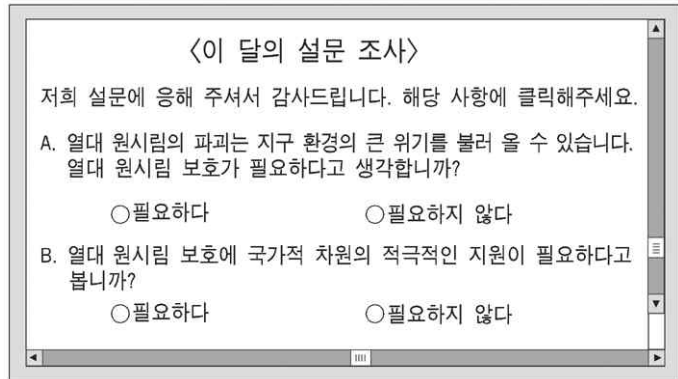 〈이 달의 설문 조사〉
저희 설문에 응해 주셔서 감사드립니다. 해당 사항에 클릭해주세요.
A. 열대 원시림의 파괴는 지구 환경의 큰 위기를 불러 올 수 있습니다.
열대 원시림 보호가 필요하다고 생각합니까?
○필요하다 ○필요하지 않다
B. 열대 원시림 보호에 국가적 차원의 적극적인 지원이 필요하다고
봅니까?
○필요하다 ○필요하지 않다